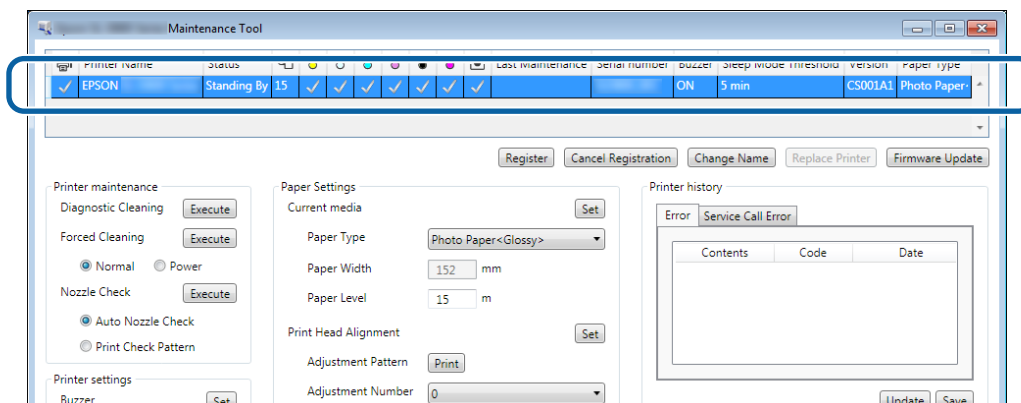 Maintenance Tool
Printer Name Status Last Maintenance Serial number Buzzer Sleep Mode Threshold Version Paper Type
EPSON Standing By 15 ON 5 min CS001A1 Photo Paper
Register Cancel Registration Change Name Replace Printer Firmware Update
Printer maintenance Paper Settings Printer history
Diagnostic Cleaning Execute Current media Set Error Service Call Error
Forced Cleaning Execute Paper Type Photo Paper<Glossy> Contents Code Date
Normal Power Paper Width 152 mm
Nozzle Check Execute Paper Level 15 m
Auto Nozzle Check
Print Head Alignment Set
Print Check Pattern
Adjustment Pattern Print
Printer settings
Adjustment Number 0
Buzzer Set Update Save